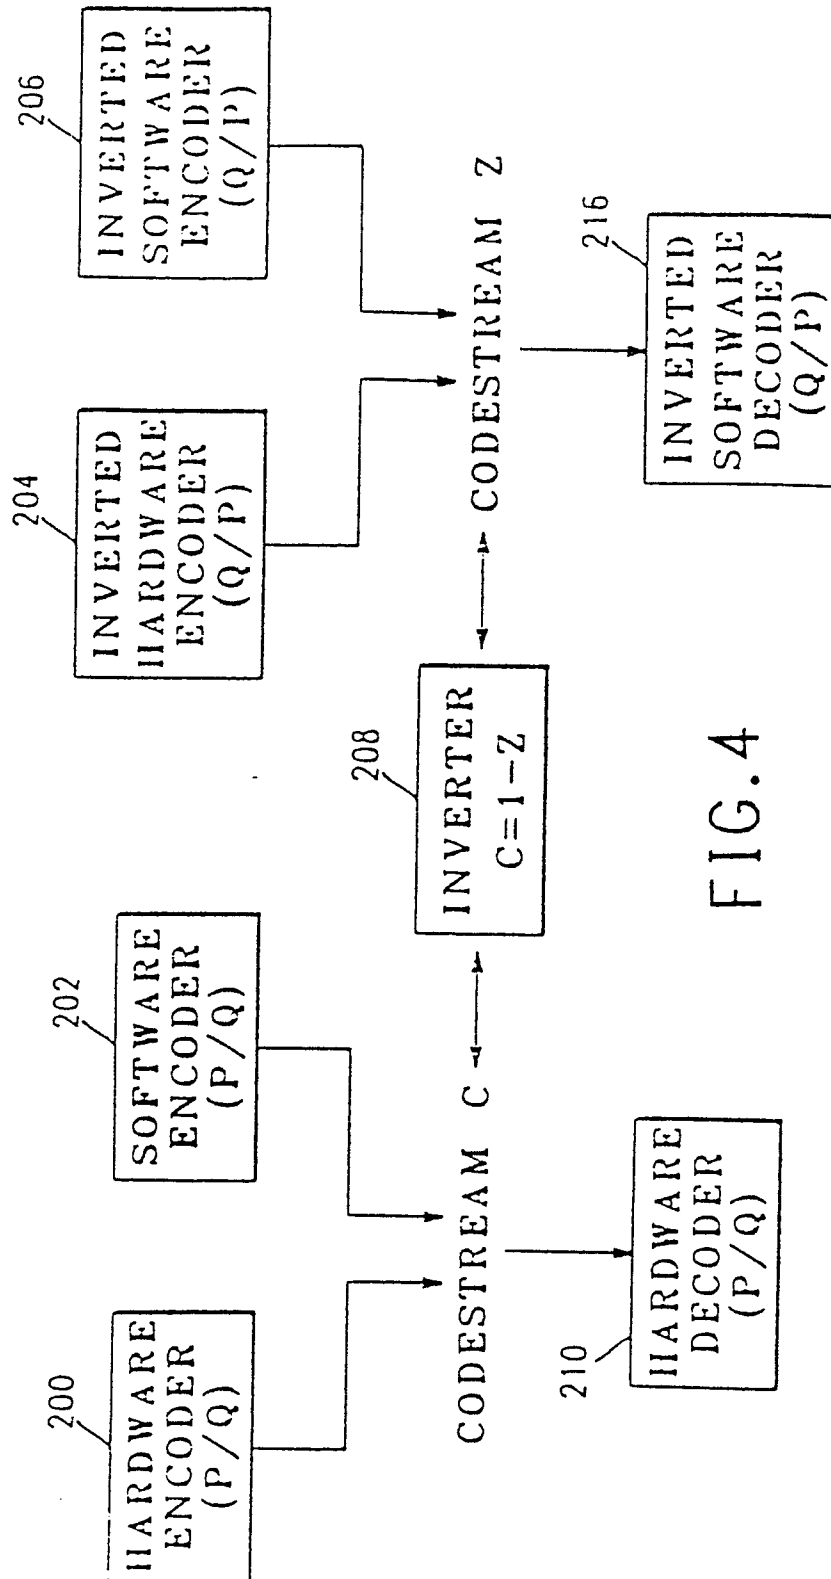 200
HARDWARE
ENCODER
(P/Q)
202
SOFTWARE
ENCODER
(P/Q)
204
INVERTED
HARDWARE
ENCODER
(Q/P)
206
INVERTED
SOFTWARE
ENCODER
(Q/P)
CODESTREAM C
208
INVERTER
C=1-Z
CODESTREAM Z
210
HARDWARE
DECODER
(P/Q)
216
INVERTED
SOFTWARE
DECODER
(Q/P)
FIG.4